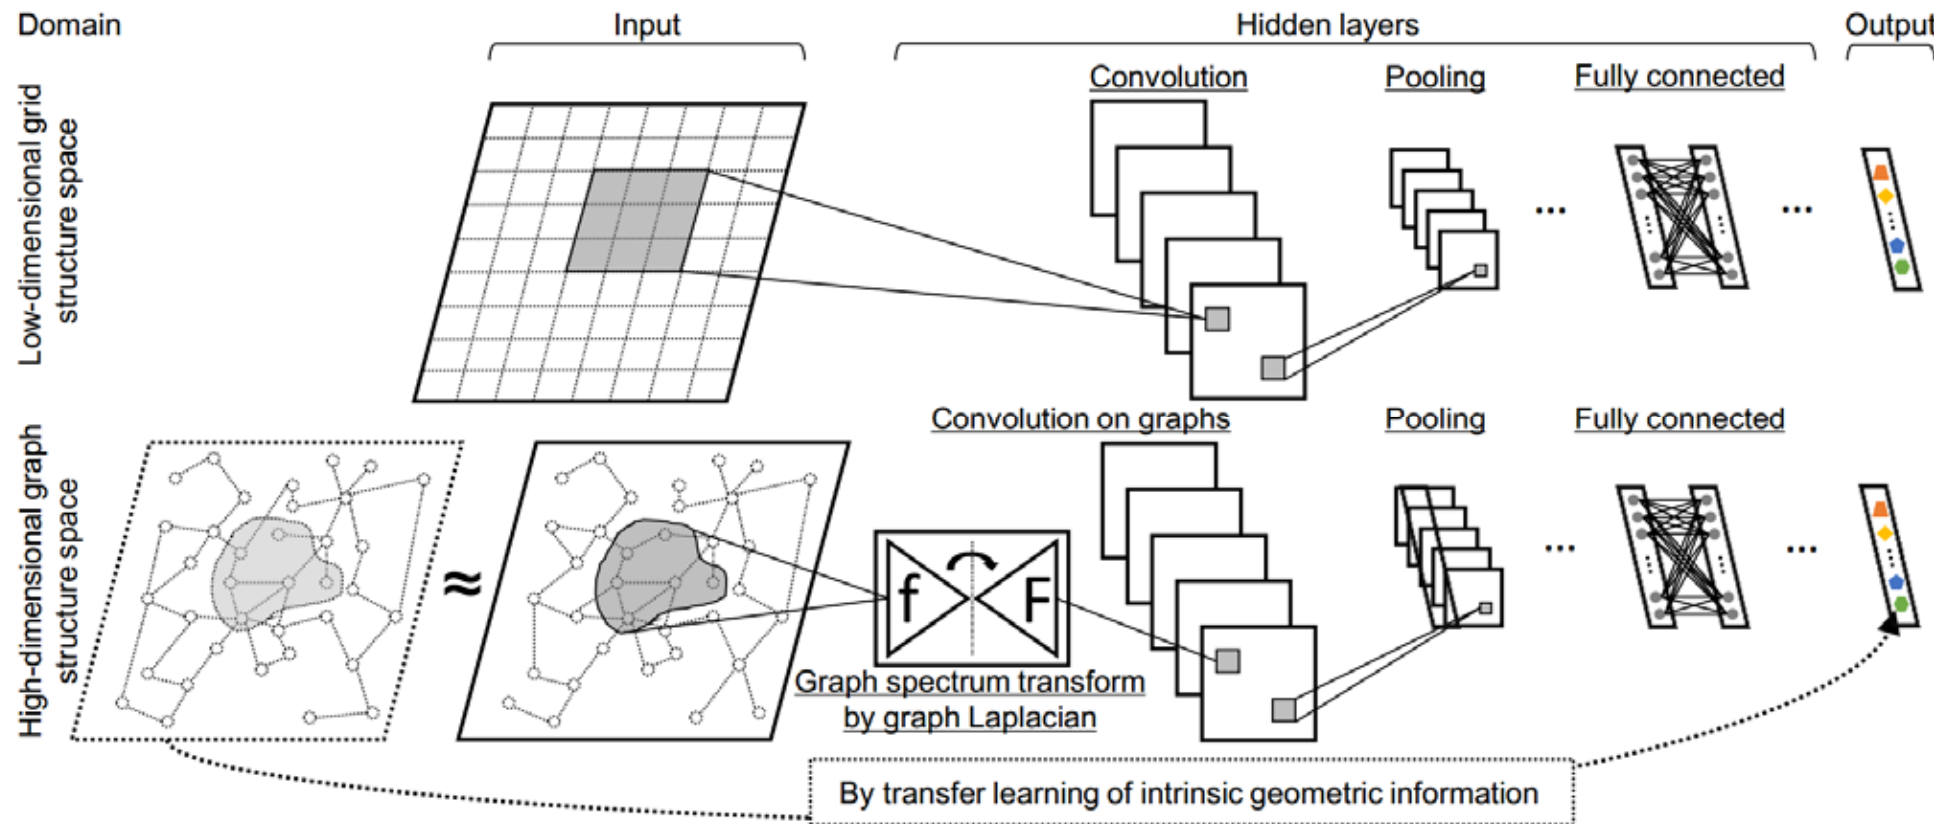 Domain
Input
Hidden layers
Output
Low-dimensional grid
structure space
Convolution
Pooling
Fully connected
...
...
High-dimensional graph
structure space
≈
Convolution on graphs
Pooling
Fully connected
f
F
...
...
Graph spectrum transform
by graph Laplacian
By transfer learning of intrinsic geometric information